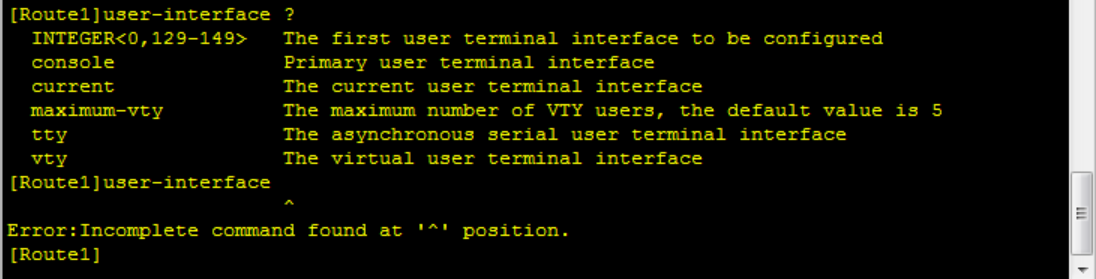 [Route1]user-interface ?
  INTEGER<0,129-149>   The first user terminal interface to be configured
  console              Primary user terminal interface
  current              The current user terminal interface
  maximum-vty          The maximum number of VTY users, the default value is 5
  tty                  The asynchronous serial user terminal interface
  vty                  The virtual user terminal interface
[Route1]user-interface
                       ^
Error:Incomplete command found at '^' position.
[Route1]